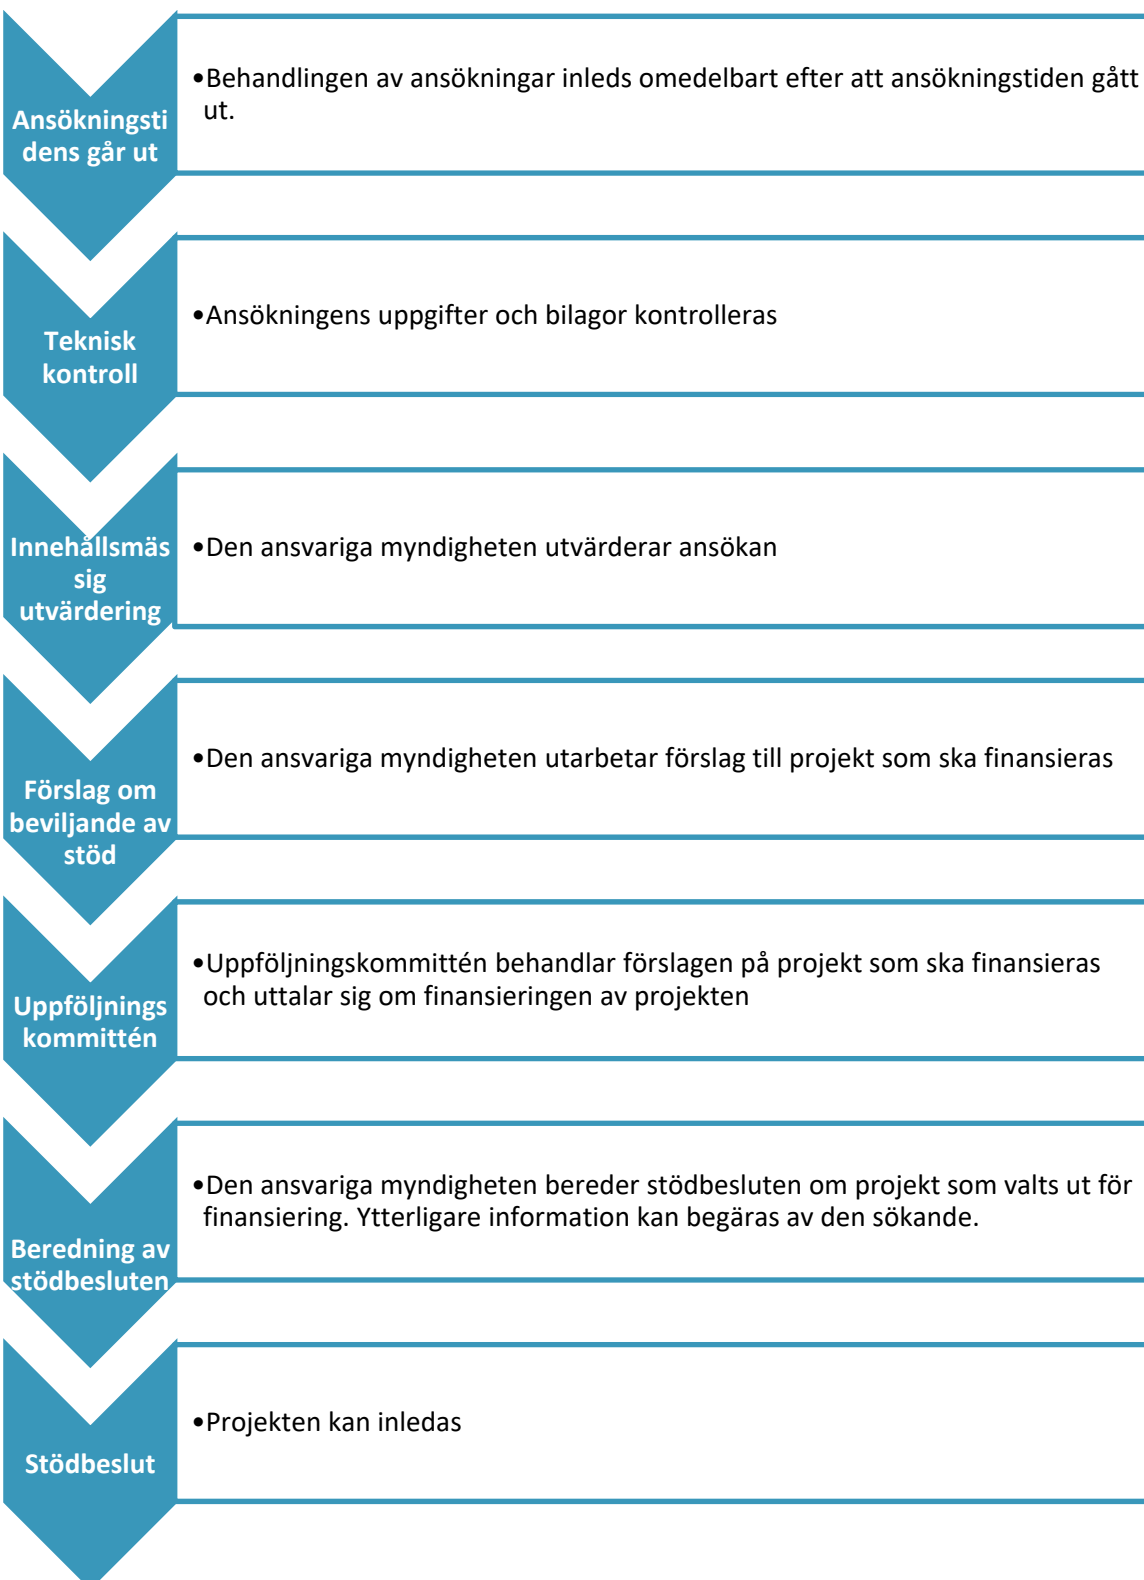 Ansökningsti
dens går ut
•Behandlingen av ansökningar inleds omedelbart efter att ansökningstiden gått
ut.
Teknisk
kontroll
•Ansökningens uppgifter och bilagor kontrolleras
Innehållsmäs
sig
utvärdering
•Den ansvariga myndigheten utvärderar ansökan
Förslag om
beviljande av
stöd
•Den ansvariga myndigheten utarbetar förslag till projekt som ska finansieras
Uppföljnings
kommittén
•Uppföljningskommittén behandlar förslagen på projekt som ska finansieras
och uttalar sig om finansieringen av projekten
Beredning av
stödbesluten
•Den ansvariga myndigheten bereder stödbesluten om projekt som valts ut för
finansiering. Ytterligare information kan begäras av den sökande.
Stödbeslut
•Projekten kan inledas